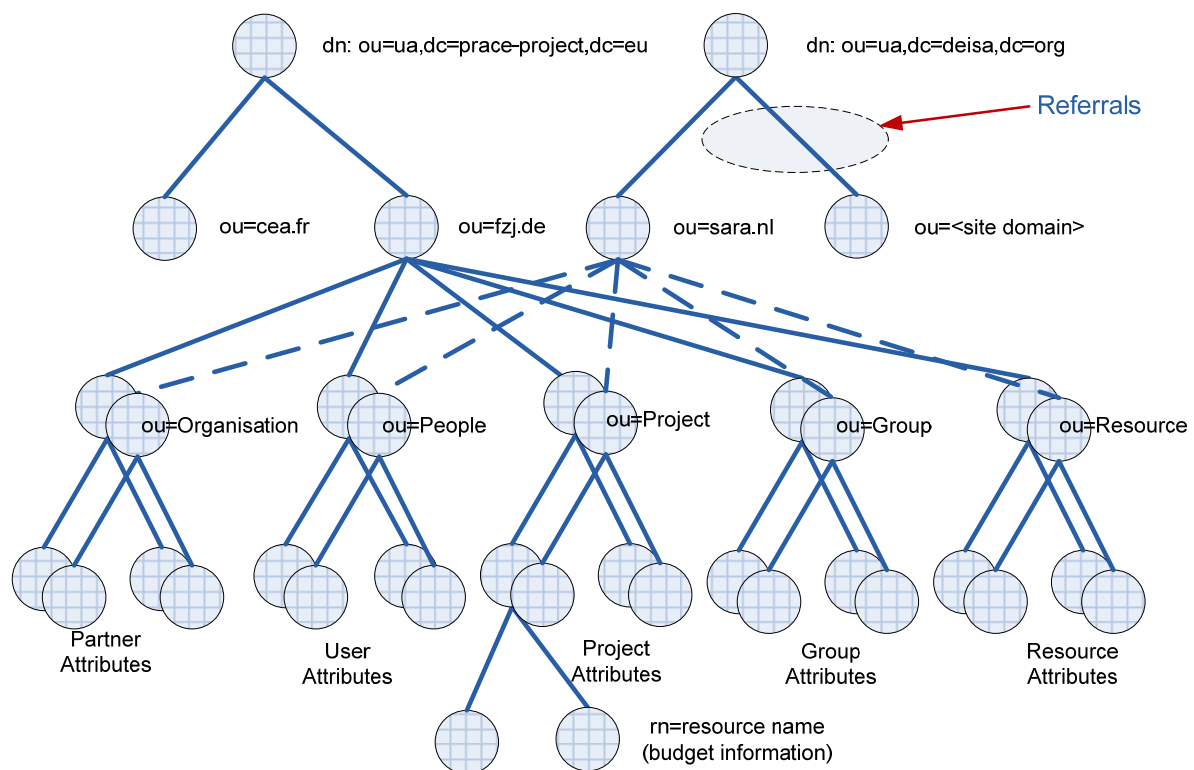 dn: ou=ua,dc=prace-project,dc=eu
dn: ou=ua,dc=deisa,dc=org
Referrals
ou=cea.fr
ou=fzj.de
ou=sara.nl
ou=<site domain>
ou=Organisation
ou=People
ou=Project
ou=Group
ou=Resource
Partner
Attributes
User
Attributes
Project
Attributes
Group
Attributes
Resource
Attributes
rn=resource name
(budget information)